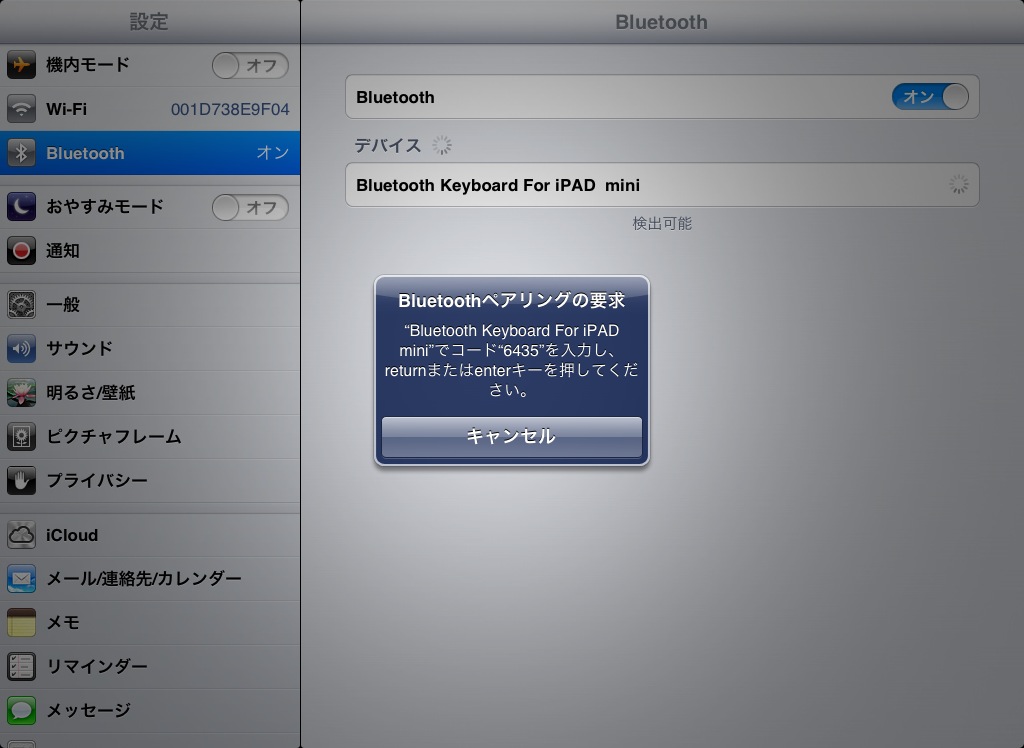 設定
機内モード オフ
Wi-Fi 001D738E9F04
Bluetooth オン
おやすみモード オフ
通知
一般
サウンド
明るさ/壁紙
ピクチャフレーム
プライバシー
iCloud
メール/連絡先/カレンダー
メモ
リマインダー
メッセージ
Bluetooth
Bluetooth オン
デバイス
Bluetooth Keyboard For iPAD  mini
検出可能
Bluetoothペアリングの要求
“Bluetooth Keyboard For iPAD
mini”でコード“6435”を入力し、
returnまたはenterキーを押してくだ
さい。
キャンセル